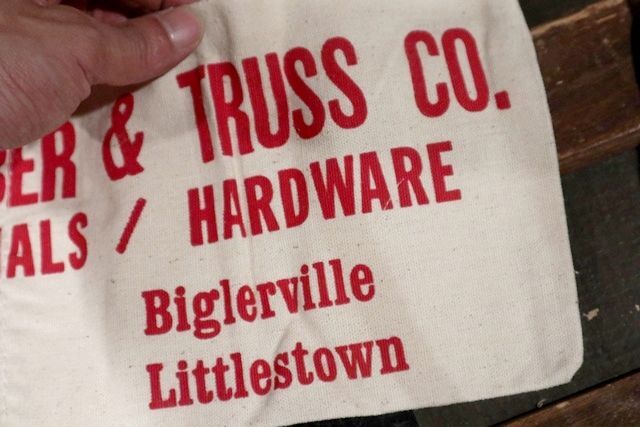 BER & TRUSS CO.
IALS / HARDWARE
Biglerville
Littlestown